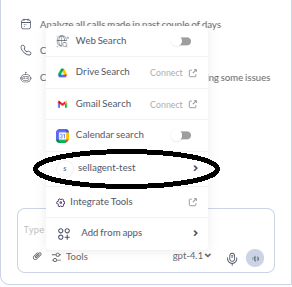 Analyze all calls made in past couple of days
Web Search
C
Drive Search Connect
ng some issues
Gmail Search Connect
Calendar search
s sellagent-test
Integrate Tools
Add from apps
Type
Tools gpt-4.1